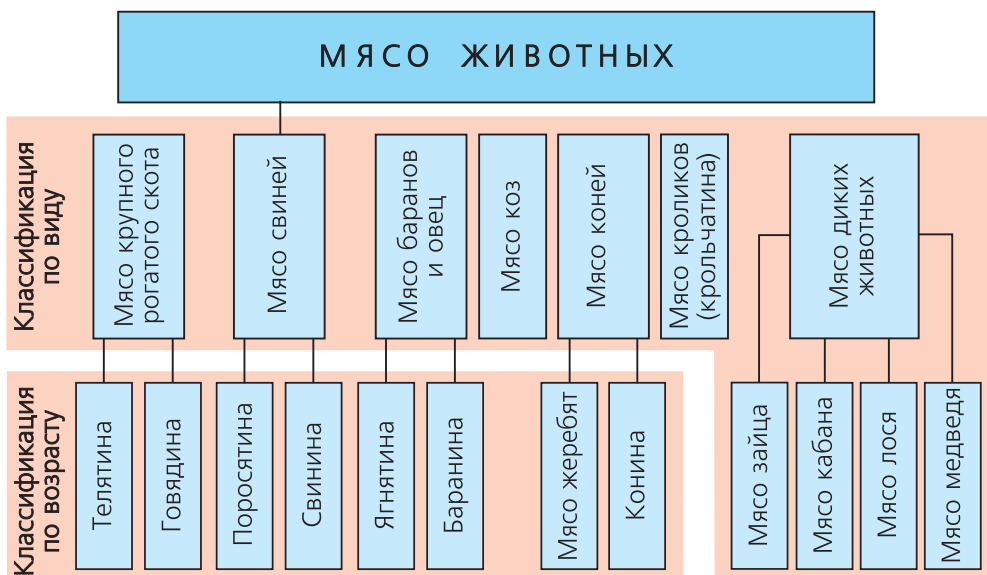 МЯСО ЖИВОТНЫХ
Классификация
по виду
Мясо крупного
рогатого скота
Мясо свиней
Мясо баранов
и овец
Мясо коз
Мясо коней
Мясо кроликов
(крольчатина)
Мясо диких
животных
Классификация
по возрасту
Телятина
Говядина
Поросятина
Свинина
Ягнятина
Баранина
Мясо жеребят
Конина
Мясо зайца
Мясо кабана
Мясо лося
Мясо медведя